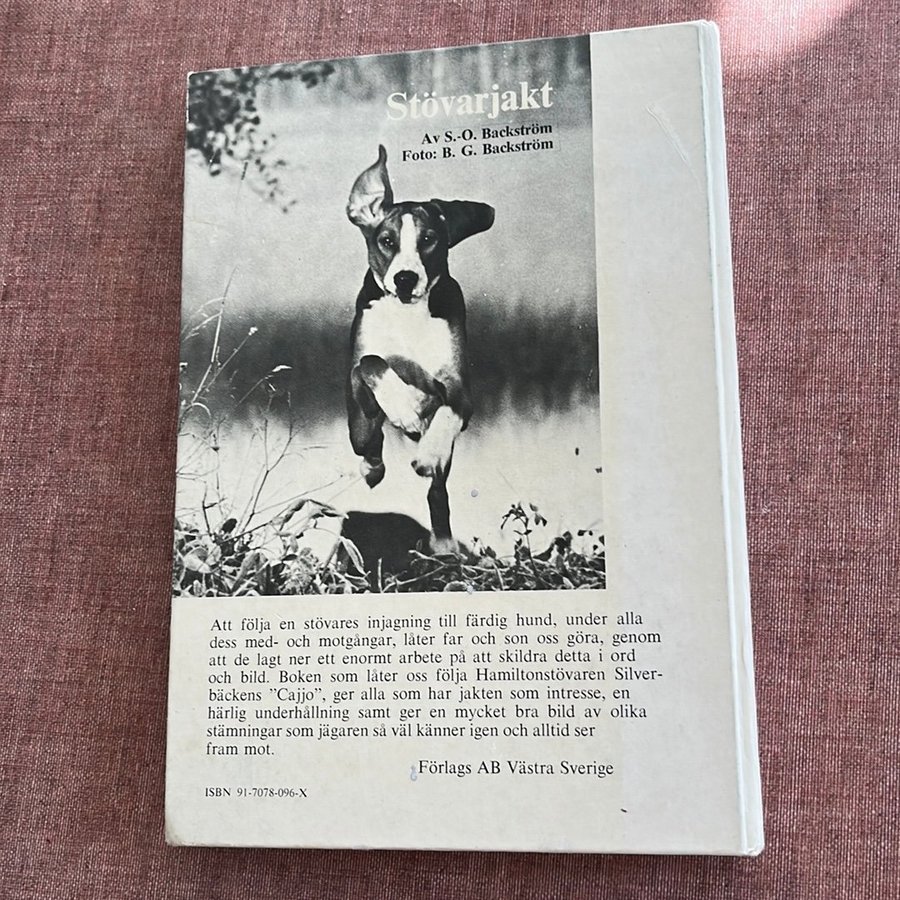 Stövarjakt
Av S.-O. Backström
Foto: B. G. Backström
Att följa en stövares injagning till färdig hund, under alla
dess med- och motgångar, låter far och son oss göra, genom
att de lagt ner ett enormt arbete på att skildra detta i ord
och bild. Boken som låter oss följa Hamiltonstövaren Silver-
bäckens ”Cajjo”, ger alla som har jakten som intresse, en
härlig underhållning samt ger en mycket bra bild av olika
stämningar som jägaren så väl känner igen och alltid ser
fram mot.
Förlags AB Västra Sverige
ISBN 91-7078-096-X